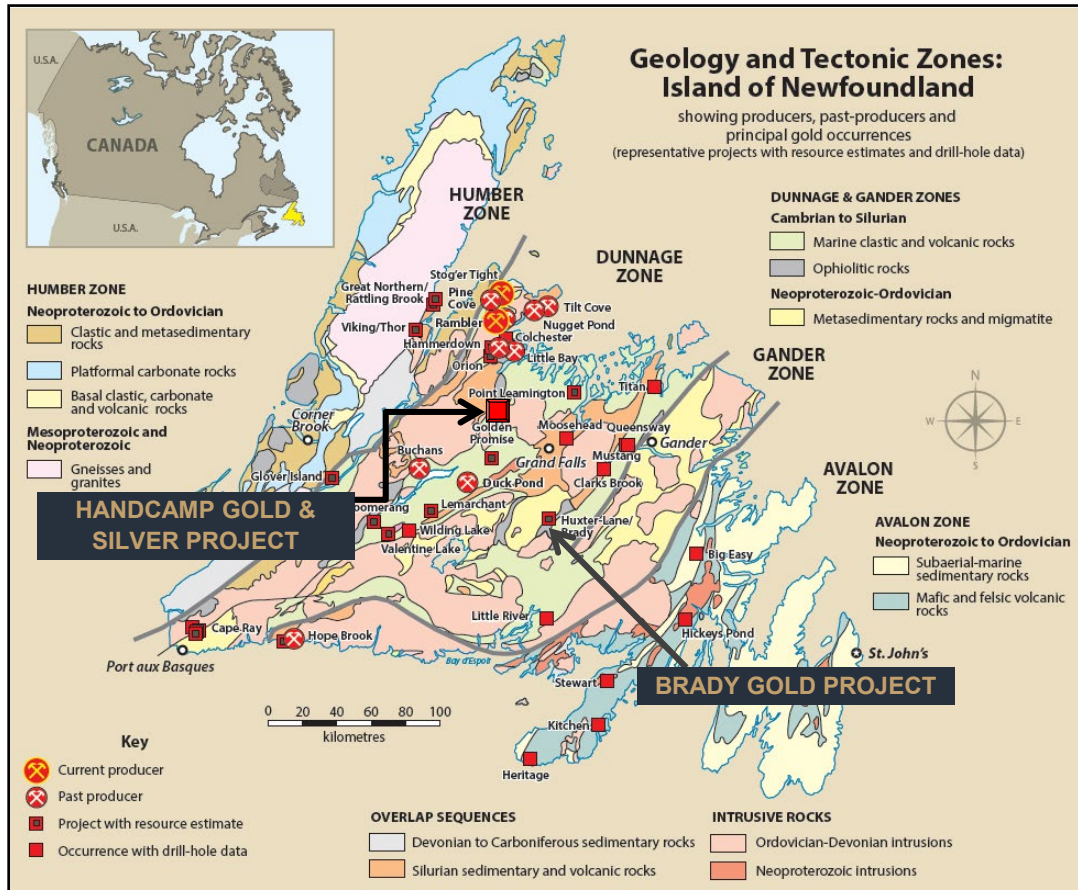 U.S.A.
CANADA
U.S.A.
Geology and Tectonic Zones:
Island of Newfoundland
showing producers, past-producers and
principal gold occurrences
(representative projects with resource estimates and drill-hole data)
HUMBER ZONE
Neoproterozoic to Ordovician
Clastic and metasedimentary
rocks
Platformal carbonate rocks
Basal clastic, carbonate
and volcanic rocks
Mesoproterozoic and
Neoproterozoic
Gneisses and
granites
DUNNAGE & GANDER ZONES
Cambrian to Silurian
Marine clastic and volcanic rocks
Ophiolitic rocks
Neoproterozoic-Ordovician
Metasedimentary rocks and migmatite
HUMBER
ZONE
DUNNAGE
ZONE
GANDER
ZONE
AVALON
ZONE
N
W
E
S
AVALON ZONE
Neoproterozoic to Ordovician
Subaerial-marine
sedimentary rocks
Mafic and felsic volcanic
rocks
Stog'er Tight
Great Northern/
Rattling Brook
Pine
Cove
Tilt Cove
Rambler
Nugget Pond
Viking/Thor
Hammerdown
Colchester
Orion
Little Bay
Point Leamington
Titan
Golden
Promise
Moosehead
Queensway
Corner
Brook
Buchans
Grand Falls
Mustang
Gander
Glover Island
Duck Pond
Clarks Brook
HANDCAMP GOLD &
SILVER PROJECT
oomerang
Lemarchant
Wilding Lake
Valentine Lake
Huxter-Lane/
Brady
Big Easy
Little River
Hickeys Pond
Cape Ray
Hope Brook
Port aux Basques
Bay d'Espoir
St. John's
Stewart
BRADY GOLD PROJECT
Kitchen
Heritage
0 20 40 60 80 100
kilometres
Key
Current producer
Past producer
Project with resource estimate
Occurrence with drill-hole data
OVERLAP SEQUENCES
Devonian to Carboniferous sedimentary rocks
Silurian sedimentary and volcanic rocks
INTRUSIVE ROCKS
Ordovician-Devonian intrusions
Neoproterozoic intrusions